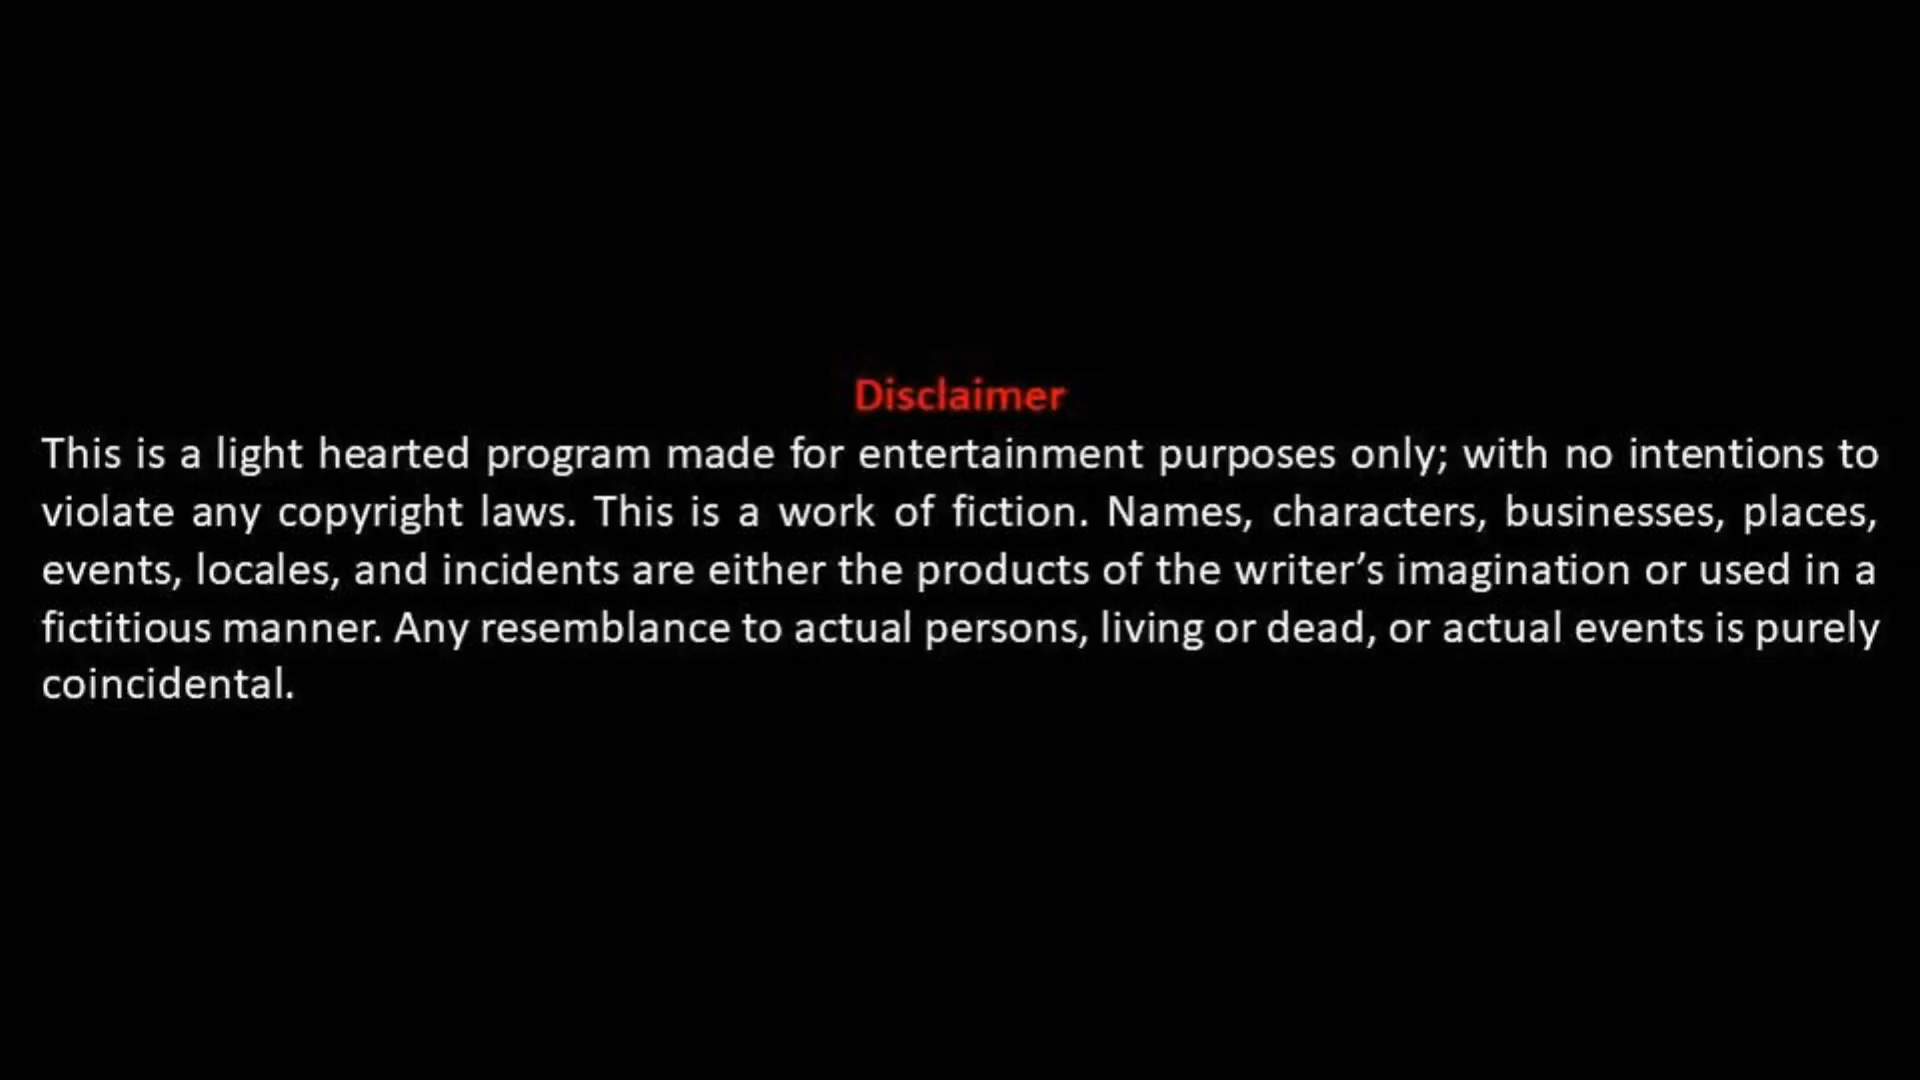 Disclaimer
This is a light hearted program made for entertainment purposes only; with no intentions to
violate any copyright laws. This is a work of fiction. Names, characters, businesses, places,
events, locales, and incidents are either the products of the writer’s imagination or used in a
fictitious manner. Any resemblance to actual persons, living or dead, or actual events is purely
coincidental.